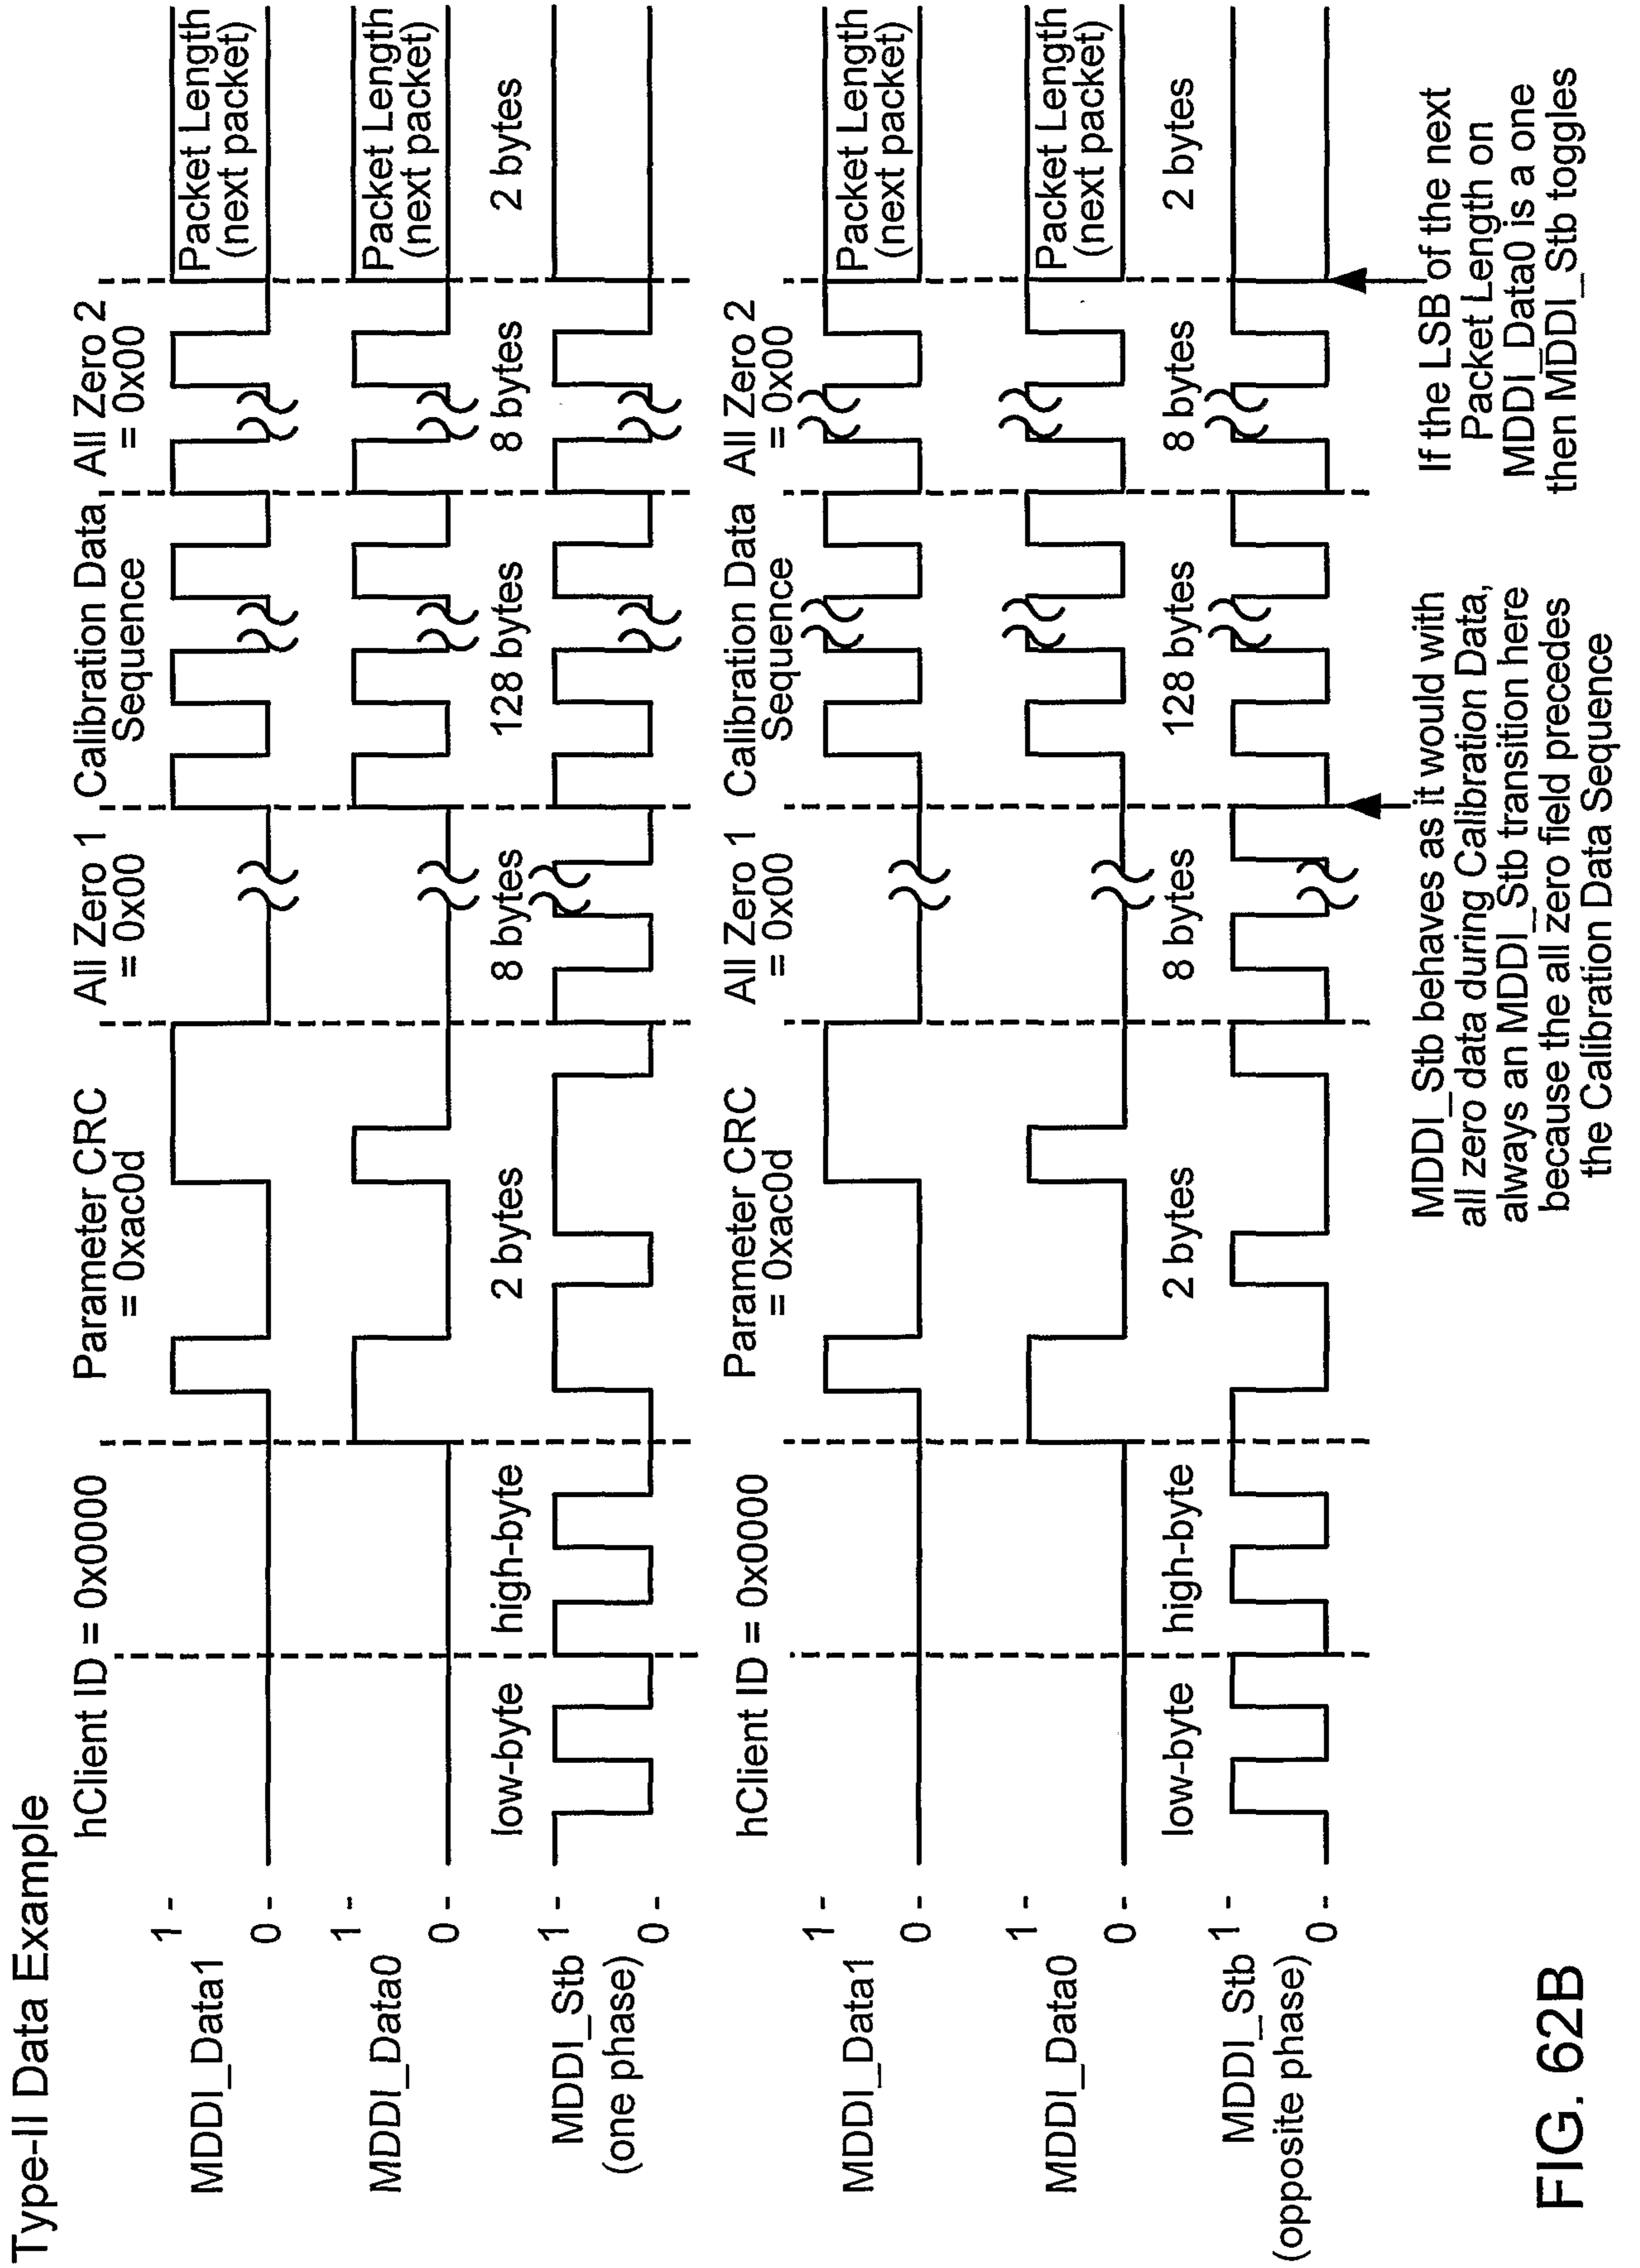 Type-II Data Example
hClient ID = 0x0000
Parameter CRC
= 0xac0d
All Zero 1
= 0x00
Calibration Data
Sequence
All Zero 2
= 0x00
MDDI_Data1
1
0
Packet Length
(next packet)
MDDI_Data0
1
0
Packet Length
(next packet)
low-byte
high-byte
2 bytes
8 bytes
128 bytes
8 bytes
2 bytes
MDDI_Stb
(one phase)
1
0
hClient ID = 0x0000
Parameter CRC
= 0xac0d
All Zero 1
= 0x00
Calibration Data
Sequence
All Zero 2
= 0x00
MDDI_Data1
1
0
Packet Length
(next packet)
MDDI_Data0
1
0
Packet Length
(next packet)
low-byte
high-byte
2 bytes
8 bytes
128 bytes
8 bytes
2 bytes
MDDI_Stb
(opposite phase)
1
0
MDDI_Stb behaves as it would with
all zero data during Calibration Data,
always an MDDI_Stb transition here
because the all zero field precedes
the Calibration Data Sequence
If the LSB of the next
Packet Length on
MDDI_Data0 is a one
then MDDI_Stb toggles
FIG. 62B